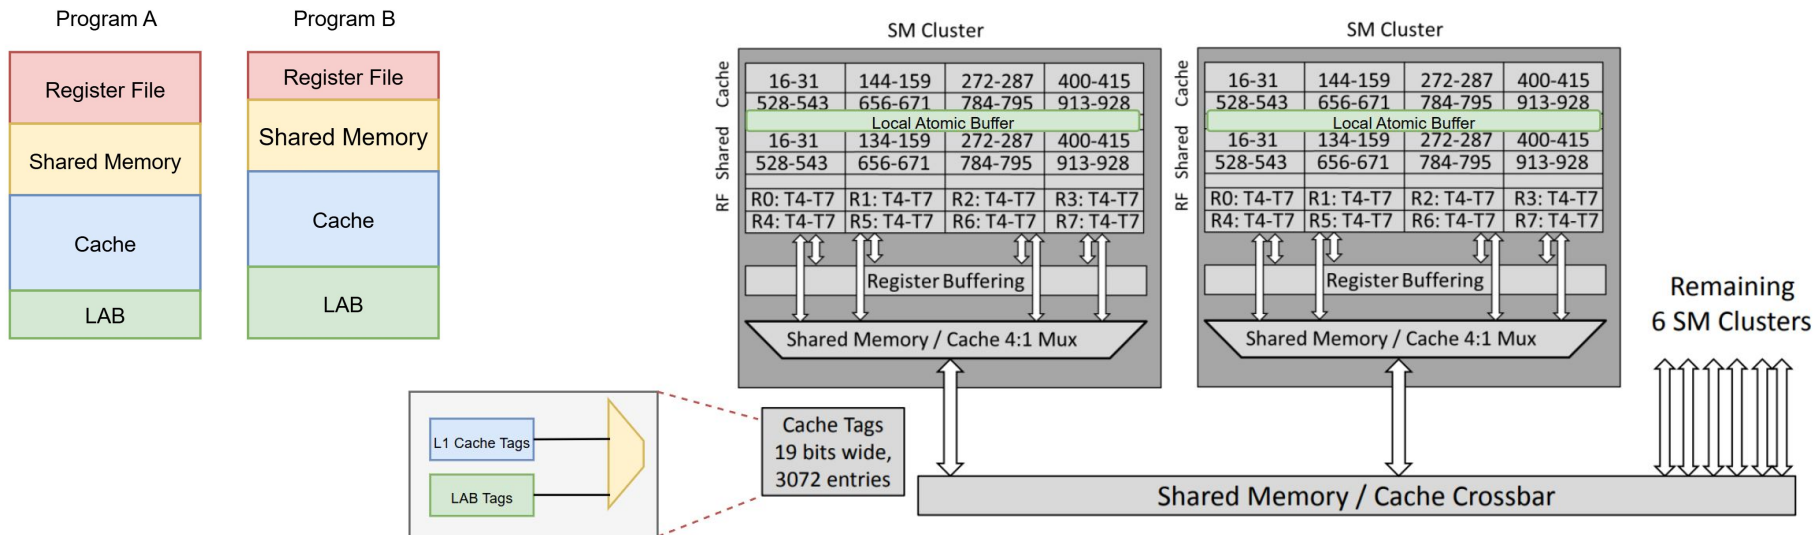 Program A
Register File
Shared Memory
Cache
LAB
Program B
Register File
Shared Memory
Cache
LAB
L1 Cache Tags
LAB Tags
Cache Tags
19 bits wide,
3072 entries
SM Cluster
Cache
16-31 144-159 272-287 400-415
528-543 656-671 784-795 913-928
Local Atomic Buffer
Shared
16-31 134-159 272-287 400-415
528-543 656-671 784-795 913-928
RF
R0: T4-T7 R1: T4-T7 R2: T4-T7 R3: T4-T7
R4: T4-T7 R5: T4-T7 R6: T4-T7 R7: T4-T7
Register Buffering
Shared Memory / Cache 4:1 Mux
SM Cluster
Cache
16-31 144-159 272-287 400-415
528-543 656-671 784-795 913-928
Local Atomic Buffer
Shared
16-31 134-159 272-287 400-415
528-543 656-671 784-795 913-928
RF
R0: T4-T7 R1: T4-T7 R2: T4-T7 R3: T4-T7
R4: T4-T7 R5: T4-T7 R6: T4-T7 R7: T4-T7
Register Buffering
Shared Memory / Cache 4:1 Mux
Remaining
6 SM Clusters
Shared Memory / Cache Crossbar